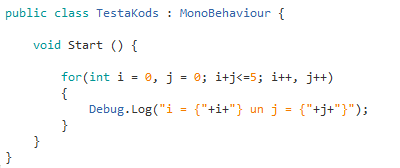 public class TestaKods : MonoBehaviour {
void Start () {
for(int i = 0, j = 0; i+j<=5; i++, j++)
{
Debug.Log("i = {"+i+"} un j = {"+j+"}");
}
}
}